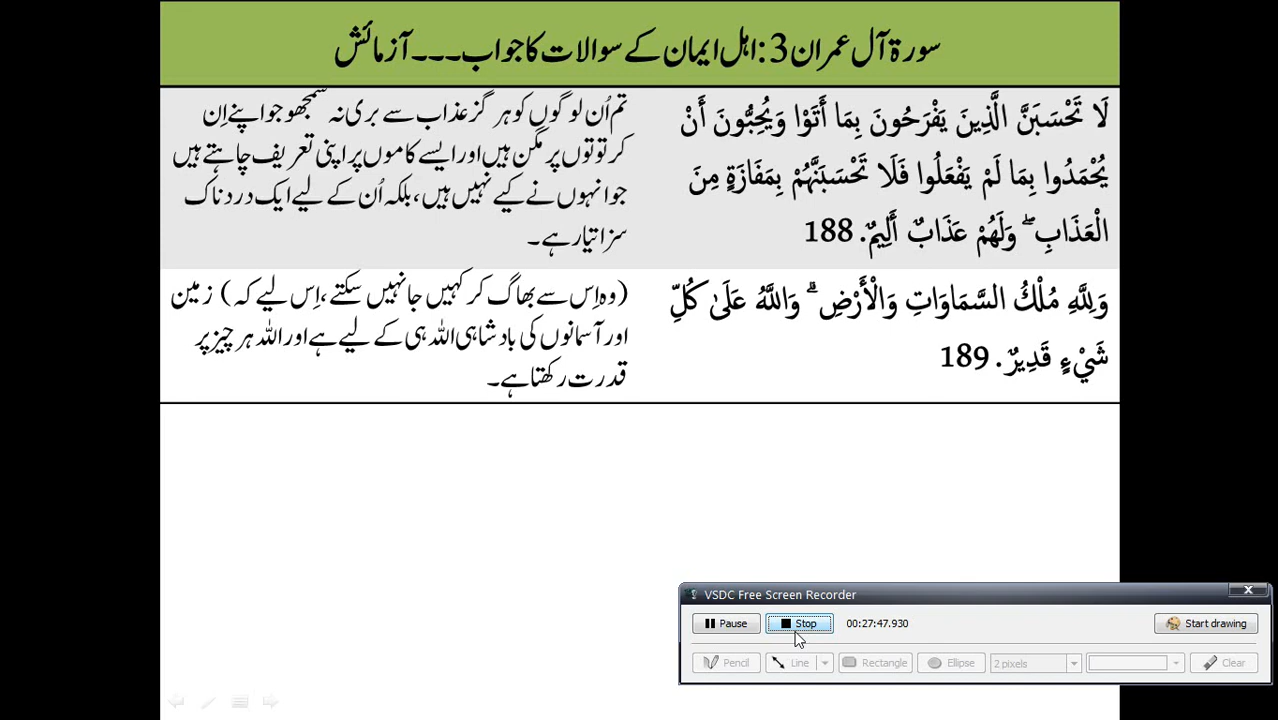 سورۃ آل عمران 3: اہل ایمان کے سوالات کا جواب۔۔۔ آزمائش
لَا تَحْسَبَنَّ الَّذِينَ يَفْرَحُونَ بِمَا أَتَوْا وَيُحِبُّونَ أَنْ
يُحْمَدُوا بِمَا لَمْ يَفْعَلُوا فَلَا تَحْسَبَنَّهُمْ بِمَفَازَةٍ مِنَ
الْعَذَابِ ۖ وَلَهُمْ عَذَابٌ أَلِيمٌ. 188
تم اُن لوگوں کو ہرگز عذاب سے بری نہ سمجھو جو اپنے اِن
کرتوتوں پر مگن ہیں اور ایسے کاموں پر اپنی تعریف چاہتے ہیں
جو انہوں نے کیے نہیں ہیں، بلکہ اُن کے لیے ایک دردناک
سزا تیار ہے۔
وَلِلَّهِ مُلْكُ السَّمَاوَاتِ وَالْأَرْضِ ۗ وَاللَّهُ عَلَىٰ كُلِّ
شَيْءٍ قَدِيرٌ. 189
(وہ اِس سے بھاگ کر کہیں جا نہیں سکتے، اِس لیے کہ) زمین
اور آسمانوں کی بادشاہی اللہ ہی کے لیے ہے اور اللہ ہر چیز پر
قدرت رکھتا ہے۔
VSDC Free Screen Recorder
Pause Stop 00:27:47.930 Start drawing
Pencil Line Rectangle Ellipse 2 pixels Clear